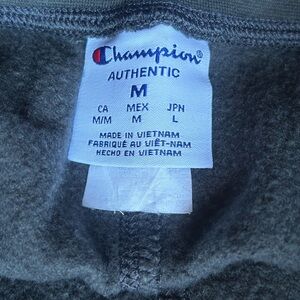 Champion®
AUTHENTIC
M
CA MEX JPN
M/M M L
MADE IN VIETNAM
FABRIQUÉ AU VIÊT-NAM
HECHO EN VIETNAM